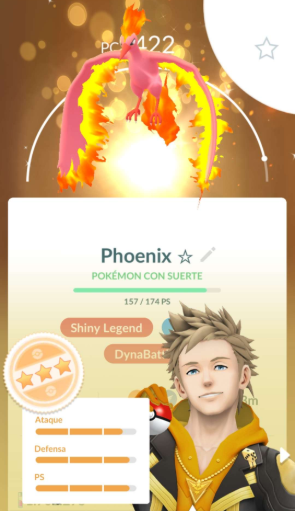 PC 422
Phoenix
POKÉMON CON SUERTE
157 / 174 PS
Shiny Legend
DynaBat
Ataque
Defensa
PS